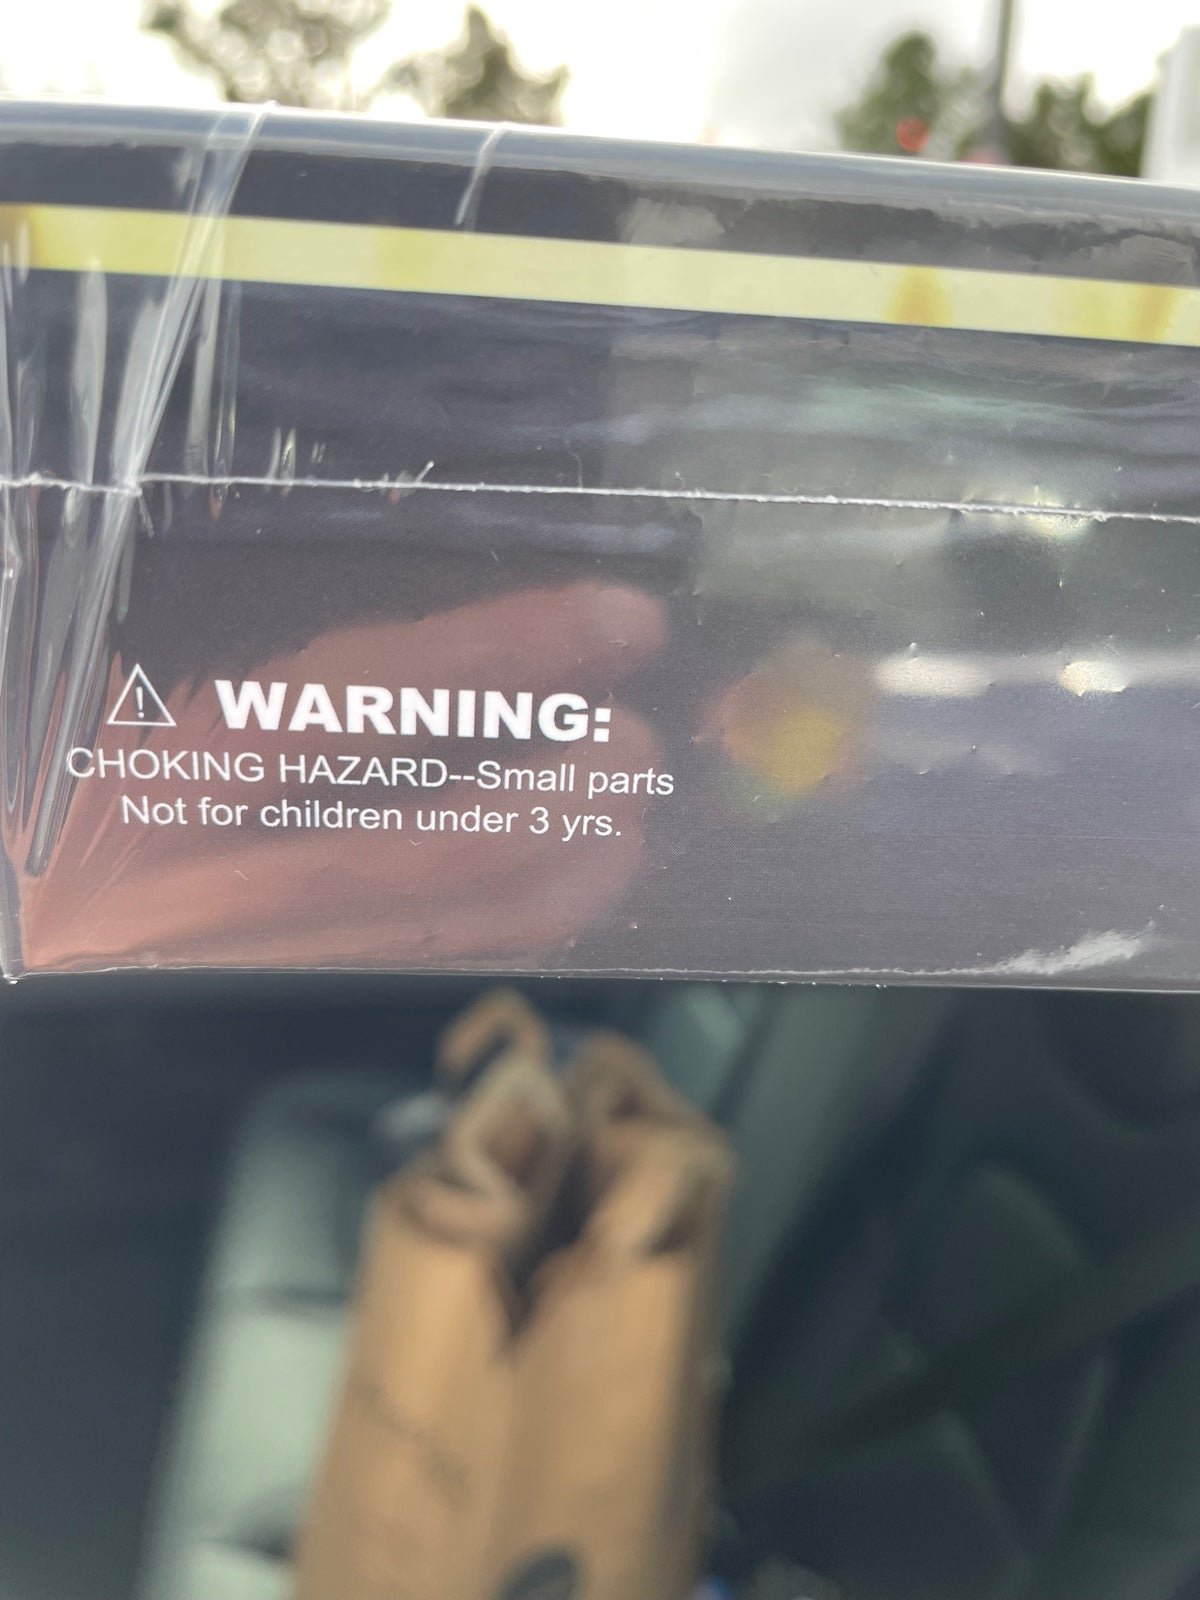 WARNING:
CHOKING HAZARD--Small parts
Not for children under 3 yrs.